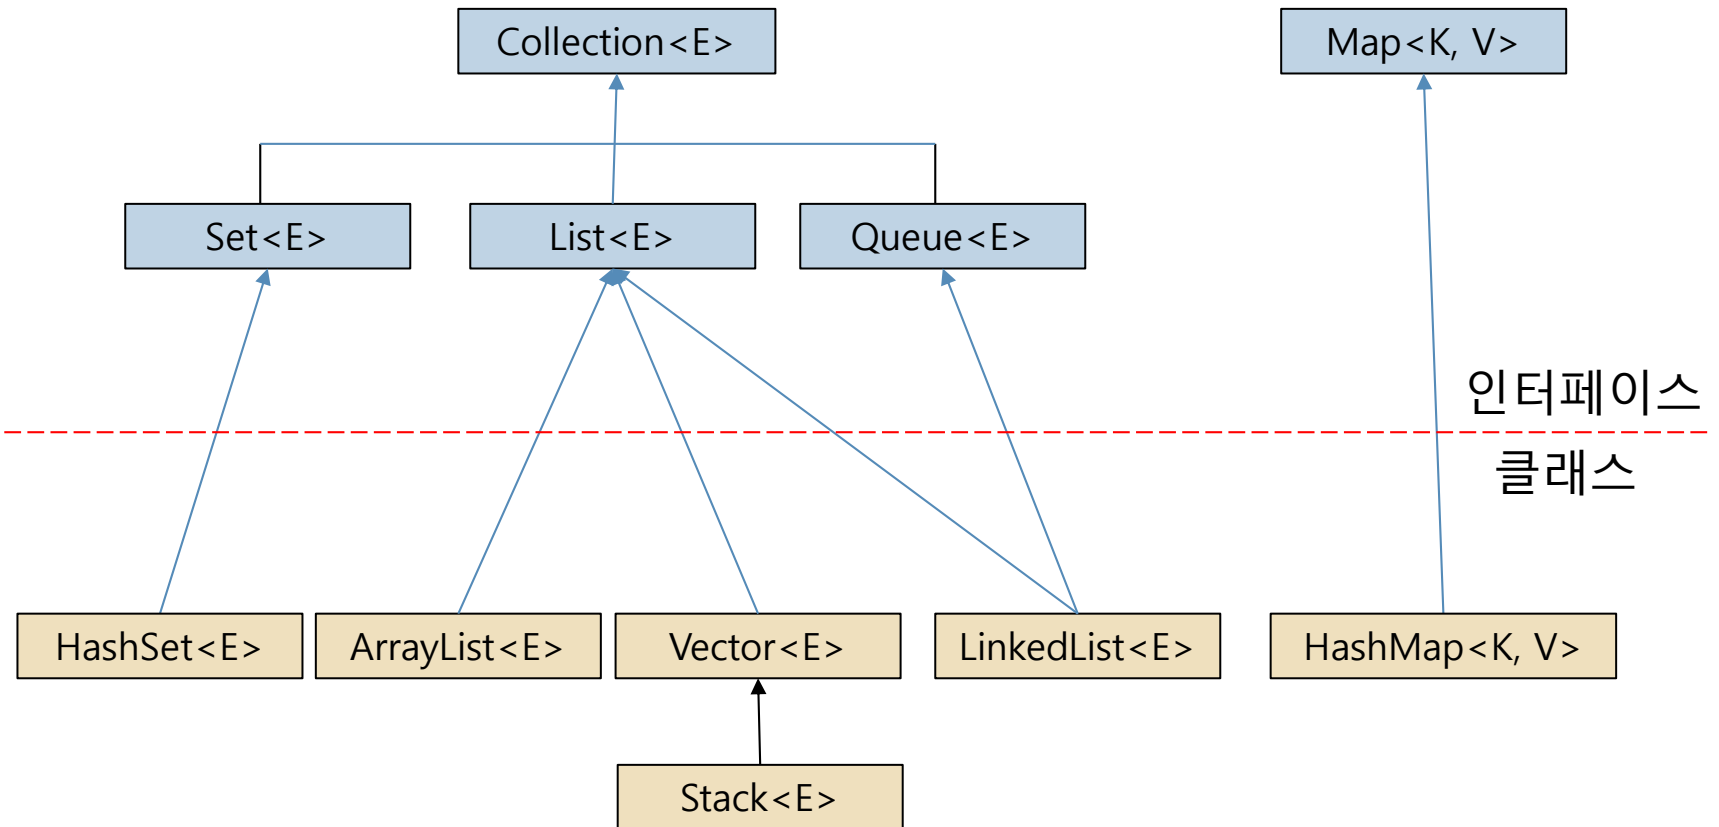 Collection<E>
Map<K, V>
Set<E>
List<E>
Queue<E>
인터페이스
클래스
HashSet<E>
ArrayList<E>
Vector<E>
LinkedList<E>
HashMap<K, V>
Stack<E>